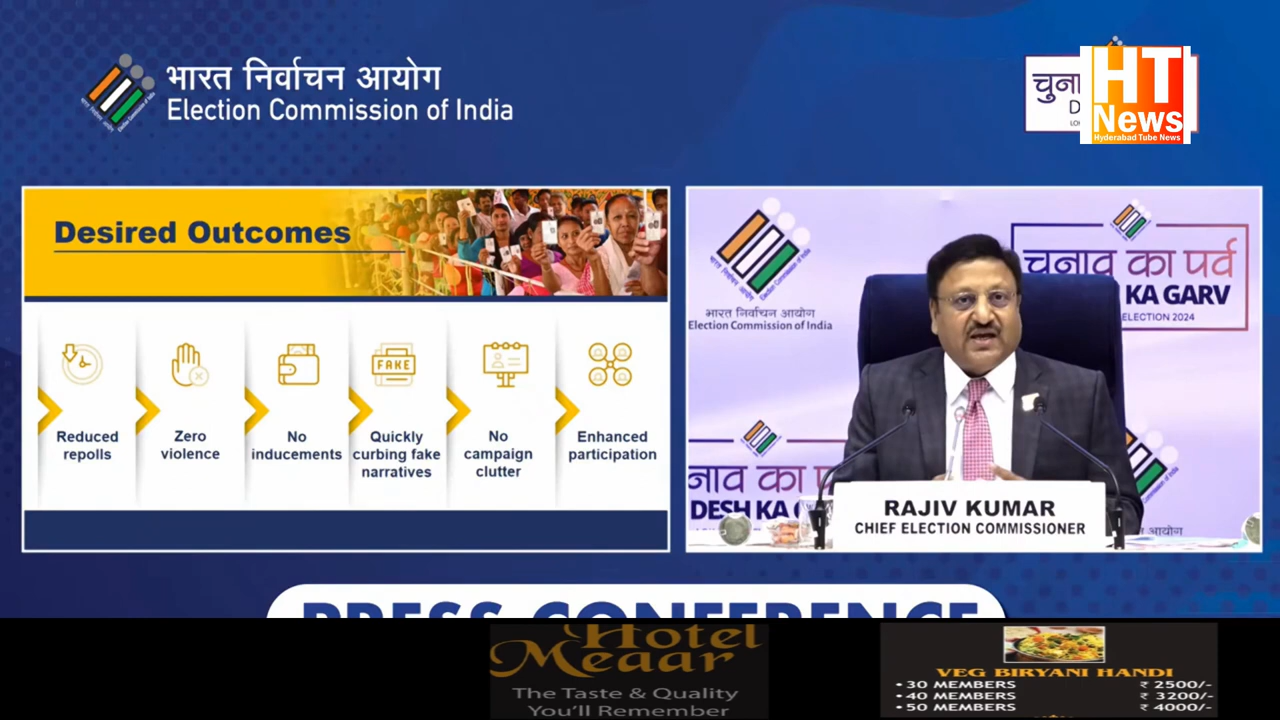 भारत निर्वाचन आयोग
Election Commission of India
चुना
HT
News
Hyderabad Tube News
Desired Outcomes
FAKE
Reduced
repolls
Zero
violence
No
inducements
Quickly
curbing fake
narratives
No
campaign
clutter
Enhanced
participation
भारत निर्वाचन आयोग
Election Commission of India
चुनाव का पर्व
KA GARV
ELECTION 2024
नाव का प
DESH KA
आयोग
RAJIV KUMAR
CHIEF ELECTION COMMISSIONER
PRESS CONFERENCE
Hotel
Meaar
The Taste & Quality
You'll Remember
VEG BIRYANI HANDI
• 30 MEMBERS ₹ 2500/-
• 40 MEMBERS ₹ 3200/-
• 50 MEMBERS ₹ 4000/-